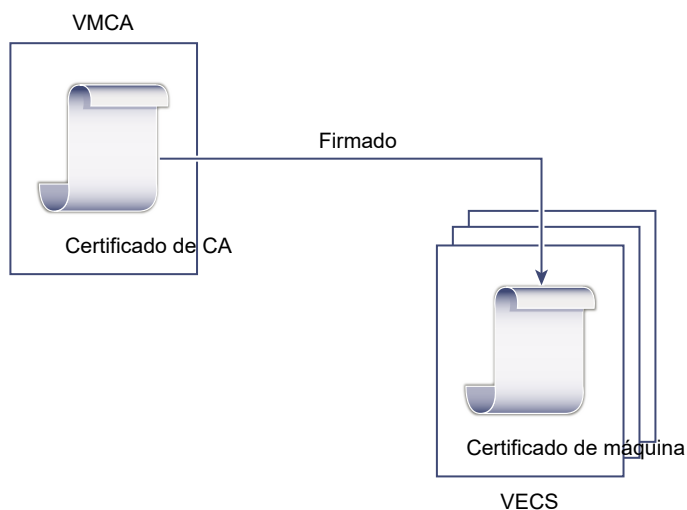 VMCA
Firmado
Certificado de CA
Certificado de máquina
VECS